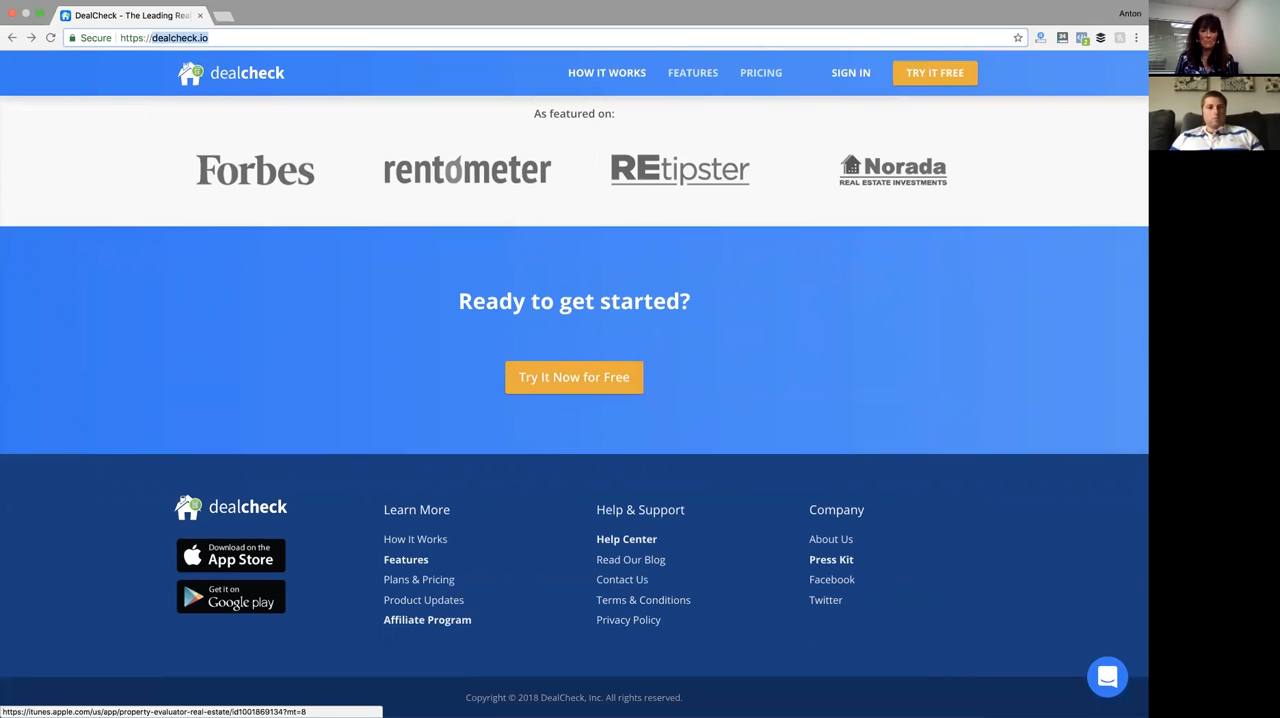 DealCheck - The Leading Rea
Anton
Secure https://dealcheck.io
dealcheck
HOW IT WORKS
FEATURES
PRICING
SIGN IN
TRY IT FREE
As featured on:
Forbes
rentometer
REtipster
Norada
REAL ESTATE INVESTMENTS
Ready to get started?
Try It Now for Free
dealcheck
Download on the
App Store
Get it on
Google play
Learn More
How It Works
Features
Plans & Pricing
Product Updates
Affiliate Program
Help & Support
Help Center
Read Our Blog
Contact Us
Terms & Conditions
Privacy Policy
Company
About Us
Press Kit
Facebook
Twitter
Copyright © 2018 DealCheck, Inc. All rights reserved.
https://itunes.apple.com/us/app/property-evaluator-real-estate/id1001869134?mt=8